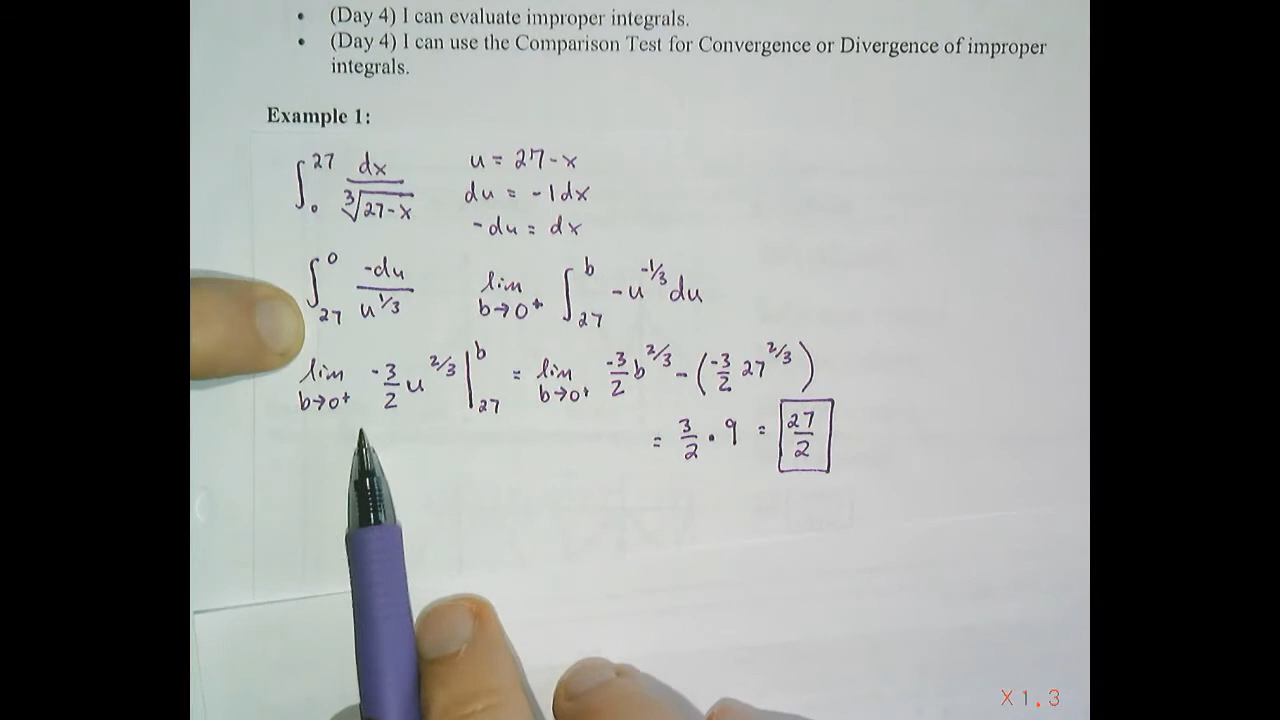 • (Day 4) I can evaluate improper integrals.
• (Day 4) I can use the Comparison Test for Convergence or Divergence of improper
integrals.
Example 1:
∫₀²⁷ dx/∛(27-x)
u = 27-x
du = -1dx
-du = dx
∫₂₇⁰ -du/u^(1/3)
lim b→0⁺ ∫₂₇ᵇ -u^(-1/3) du
lim b→0⁺ -3/2 u^(2/3) |₂₇ᵇ = lim b→0⁺ -3/2 b^(2/3) - (-3/2 27^(2/3))
= 3/2 · 9 = 27/2
X1.3